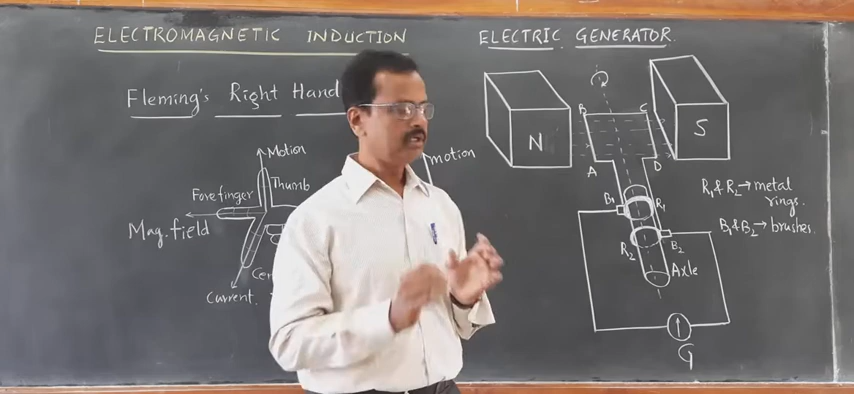 ELECTROMAGNETIC INDUCTION
ELECTRIC GENERATOR.
Fleming's Right Hand
Motion
Thumb
Forefinger
Mag. field
Current.
motion
N
S
B
C
A
D
B₁
R₁
R₂
B₂
Axle
G
R₁ & R₂ → metal
rings.
B₁ & B₂ → brushes.